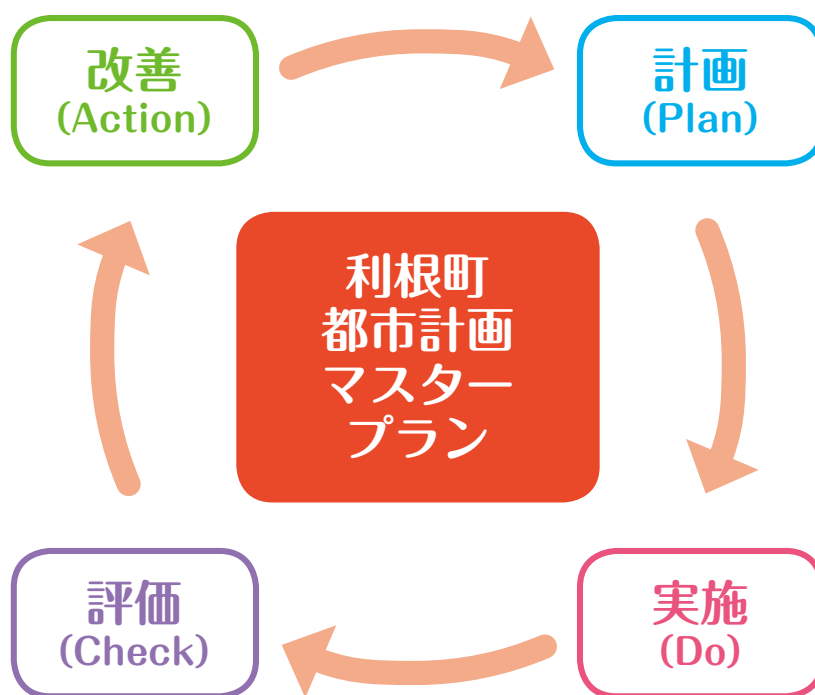 改善
(Action)
計画
(Plan)
利根町
都市計画
マスター
プラン
評価
(Check)
実施
(Do)